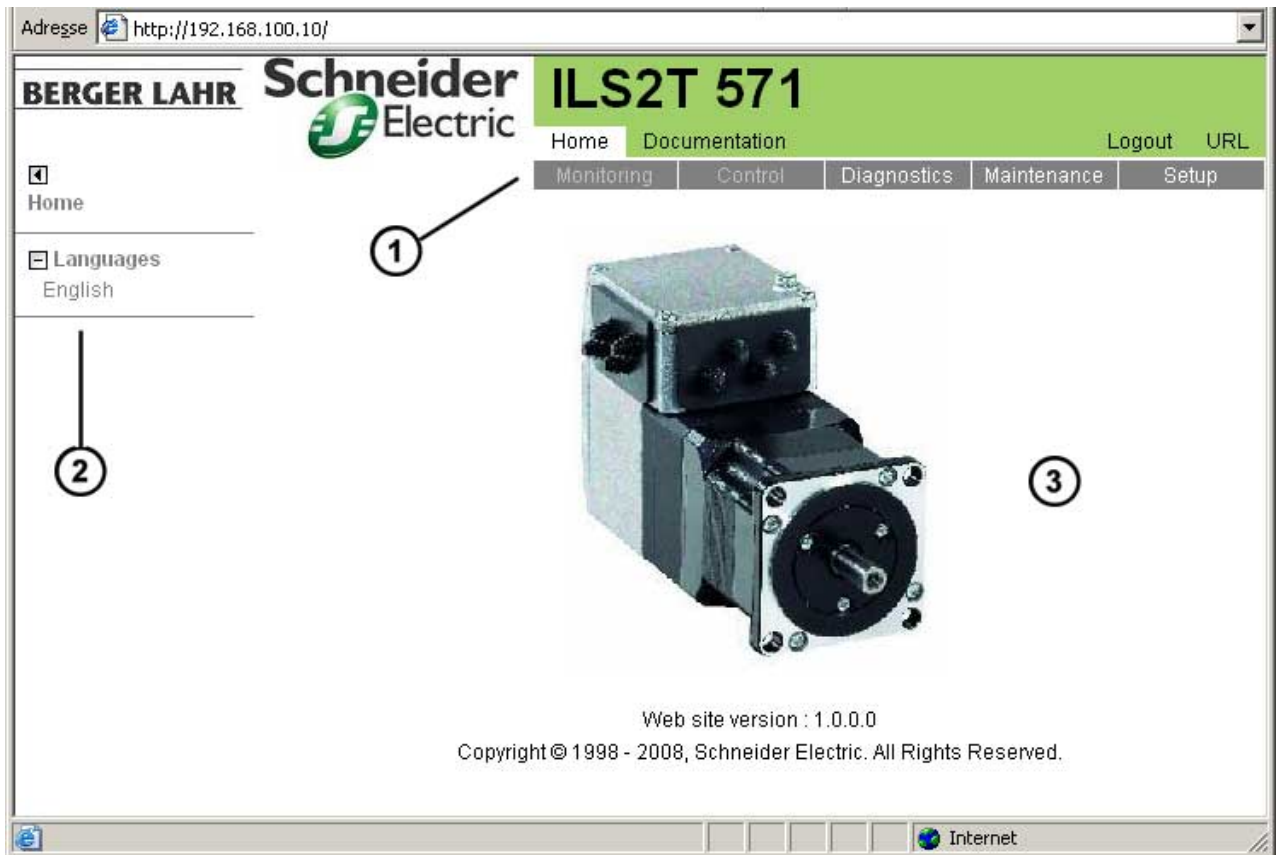 Adresse http://192.168.100.10/
BERGER LAHR
Schneider
Electric
ILS2T 571
Home Documentation Logout URL
Monitoring Control Diagnostics Maintenance Setup
Home
Languages
English
1
2
3
Web site version : 1.0.0.0
Copyright © 1998 - 2008, Schneider Electric. All Rights Reserved.
Internet